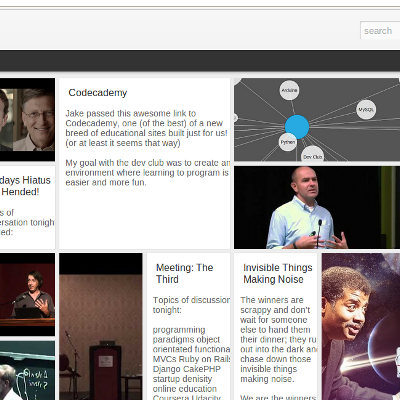 search
Codecademy
Jake passed this awesome link to
Codecademy, one (of the best) of a new
breed of educational sites built just for us!
(or at least it seems that way)
My goal with the dev club was to create an
environment where learning to program is
easier and more fun.
Arduino
MySQL
Python
Dev Club
days Hiatus
Hended!
s of
ersation tonigh
ed:
Meeting: The
Third
Topics of discussion
tonight:
programming
paradigms object
orientated functiona
MVCs Ruby on Rails
Django CakePHP
startup denisity
online education
Coursera Udacity
Invisible Things
Making Noise
The winners are
scrappy and don't
wait for someone
else to hand them
their dinner; they ru
out into the dark and
chase down those
invisible things
making noise.
We are the winners